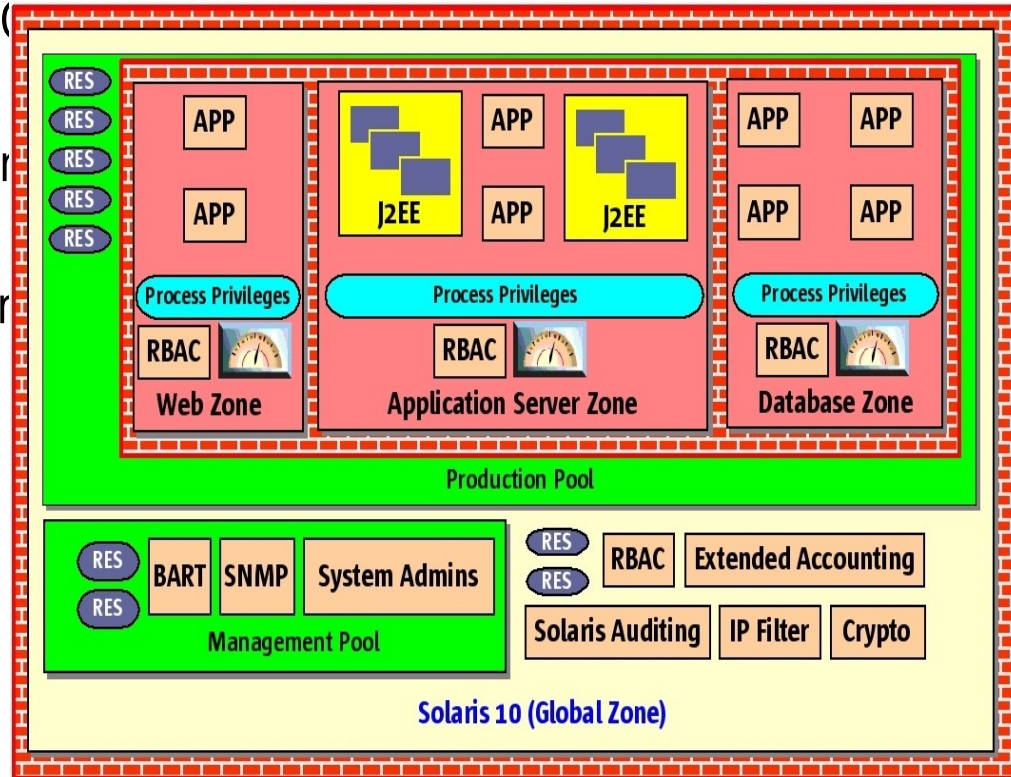 RES
RES
RES
RES
RES
APP
APP
Process Privileges
RBAC
Web Zone
J2EE
APP
APP
J2EE
Process Privileges
RBAC
Application Server Zone
APP
APP
APP
APP
Process Privileges
RBAC
Database Zone
Production Pool
RES
RES
BART
SNMP
System Admins
Management Pool
RES
RES
RBAC
Extended Accounting
Solaris Auditing
IP Filter
Crypto
Solaris 10 (Global Zone)